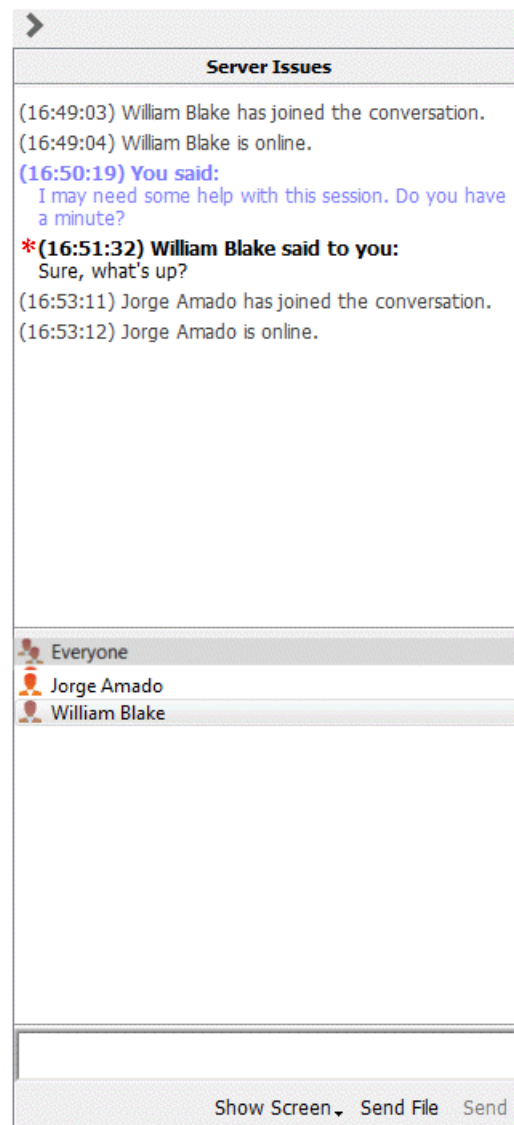 Server Issues
(16:49:03) William Blake has joined the conversation.
(16:49:04) William Blake is online.
(16:50:19) You said:
I may need some help with this session. Do you have
a minute?
*(16:51:32) William Blake said to you:
Sure, what's up?
(16:53:11) Jorge Amado has joined the conversation.
(16:53:12) Jorge Amado is online.
Everyone
Jorge Amado
William Blake
Show Screen Send File Send